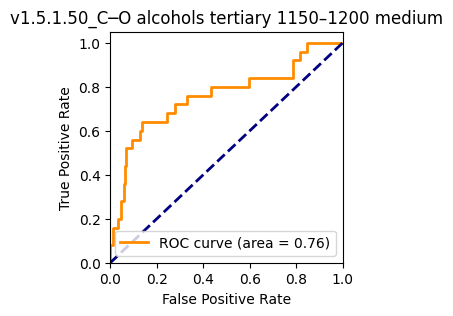 v1.5.1.50_C─O alcohols tertiary 1150–1200 medium
True Positive Rate
1.0
0.8
0.6
0.4
0.2
0.0
ROC curve (area = 0.76)
0.0 0.2 0.4 0.6 0.8 1.0
False Positive Rate